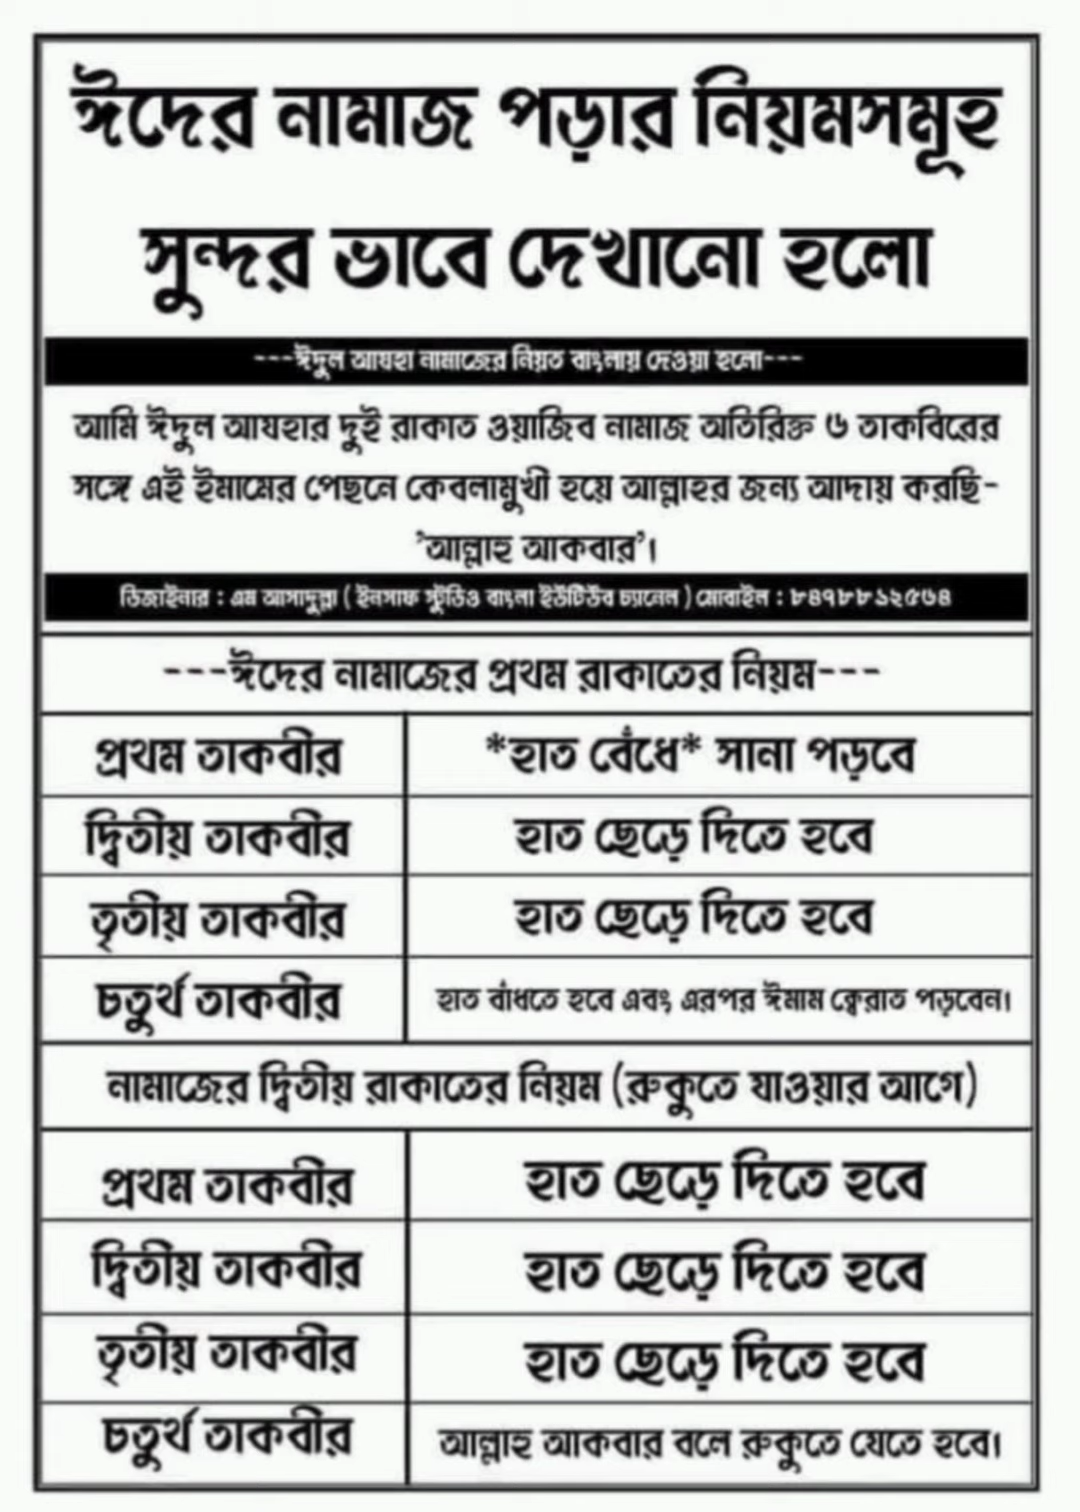 ঈদের নামাজ পড়ার নিয়মসমূহ
সুন্দর ভাবে দেখানো হলো
---ঈদুল আযহা নামাজের নিয়ত বাংলায় দেওয়া হলো---
আমি ঈদুল আযহার দুই রাকাত ওয়াজিব নামাজ অতিরিক্ত ৬ তাকবিরের
সঙ্গে এই ইমামের পেছনে কেবলামুখী হয়ে আল্লাহর জন্য আদায় করছি-
'আল্লাহু আকবার'।
ডিজাইনার : এম আসাদুল্লা ( ইনসাফ স্টুডিও বাংলা ইউটিউব চ্যানেল ) মোবাইল : ৮৪৭৮৮১২৫৬৪
---ঈদের নামাজের প্রথম রাকাতের নিয়ম---
প্রথম তাকবীর *হাত বেঁধে* সানা পড়বে
দ্বিতীয় তাকবীর হাত ছেড়ে দিতে হবে
তৃতীয় তাকবীর হাত ছেড়ে দিতে হবে
চতুর্থ তাকবীর হাত বাঁধতে হবে এবং এরপর ঈমাম ক্বেরাত পড়বেন।
নামাজের দ্বিতীয় রাকাতের নিয়ম (রুকুতে যাওয়ার আগে)
প্রথম তাকবীর হাত ছেড়ে দিতে হবে
দ্বিতীয় তাকবীর হাত ছেড়ে দিতে হবে
তৃতীয় তাকবীর হাত ছেড়ে দিতে হবে
চতুর্থ তাকবীর আল্লাহু আকবার বলে রুকুতে যেতে হবে।